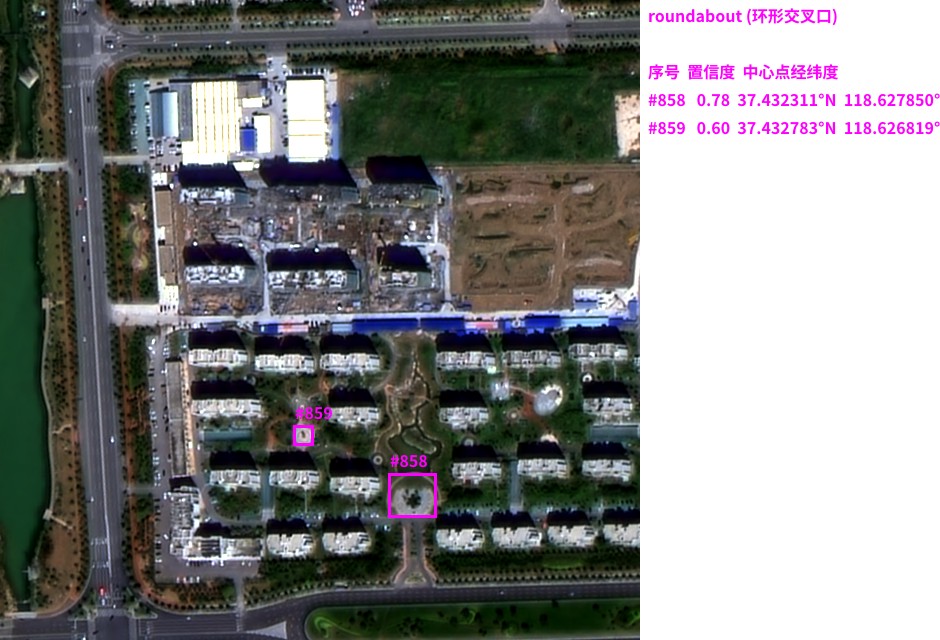 roundabout (环形交叉口)
序号 置信度 中心点经纬度
#858 0.78 37.432311°N 118.627850°
#859 0.60 37.432783°N 118.626819°
#859
#858